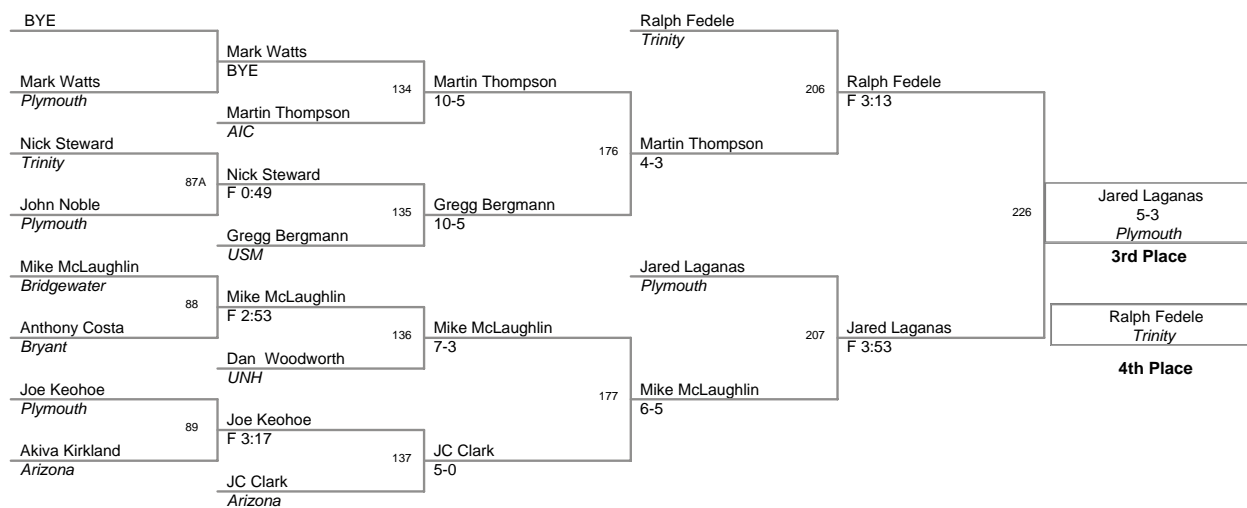 BYE
Mark Watts
Plymouth
Nick Steward
Trinity
87A
John Noble
Plymouth
Mike McLaughlin
Bridgewater
88
Anthony Costa
Bryant
Joe Keohoe
Plymouth
89
Akiva Kirkland
Arizona
Mark Watts
BYE
134
Martin Thompson
AIC
Nick Steward
F 0:49
135
Gregg Bergmann
USM
Mike McLaughlin
F 2:53
136
Dan Woodworth
UNH
Joe Keohoe
F 3:17
137
JC Clark
Arizona
Martin Thompson
10-5
176
Gregg Bergmann
10-5
Mike McLaughlin
7-3
177
JC Clark
5-0
Ralph Fedele
Trinity
206
Martin Thompson
4-3
Jared Laganas
Plymouth
207
Mike McLaughlin
6-5
Ralph Fedele
F 3:13
226
Jared Laganas
F 3:53
Jared Laganas
5-3
Plymouth
3rd Place
Ralph Fedele
Trinity
4th Place